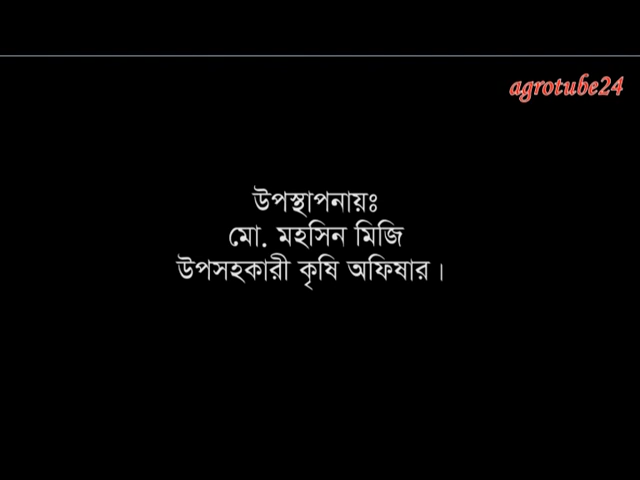 agrotube24
উপস্থাপনায়ঃ
মো. মহসিন মিজি
উপসহকারী কৃষি অফিষার।